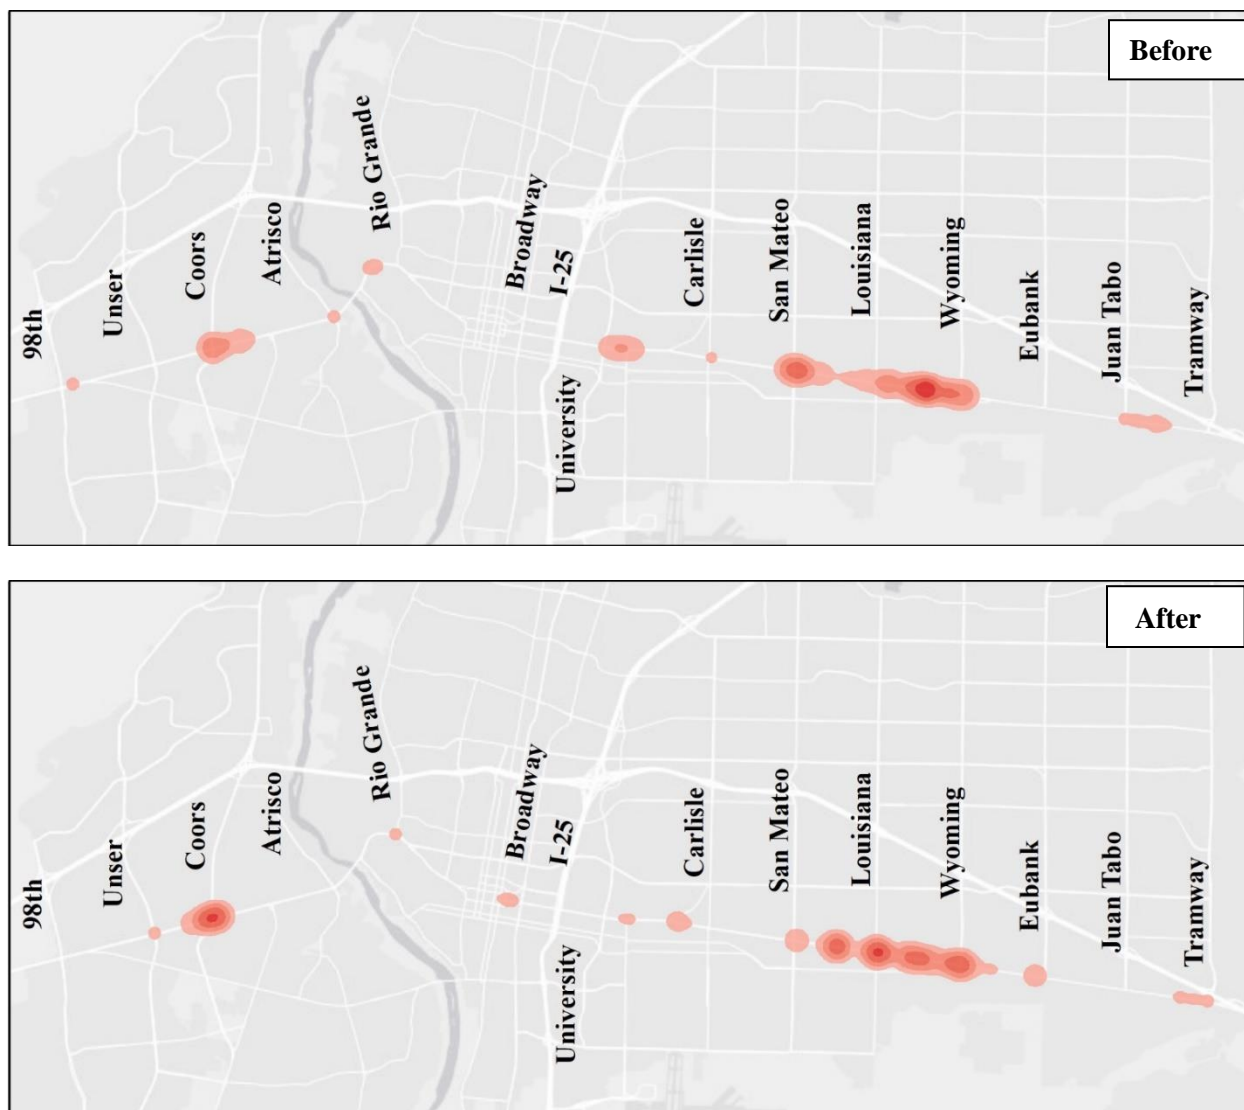 Before
98th
Unser
Coors
Atrisco
Rio Grande
Broadway
I-25
University
Carlisle
San Mateo
Louisiana
Wyoming
Eubank
Juan Tabo
Tramway
After
98th
Unser
Coors
Atrisco
Rio Grande
Broadway
I-25
University
Carlisle
San Mateo
Louisiana
Wyoming
Eubank
Juan Tabo
Tramway